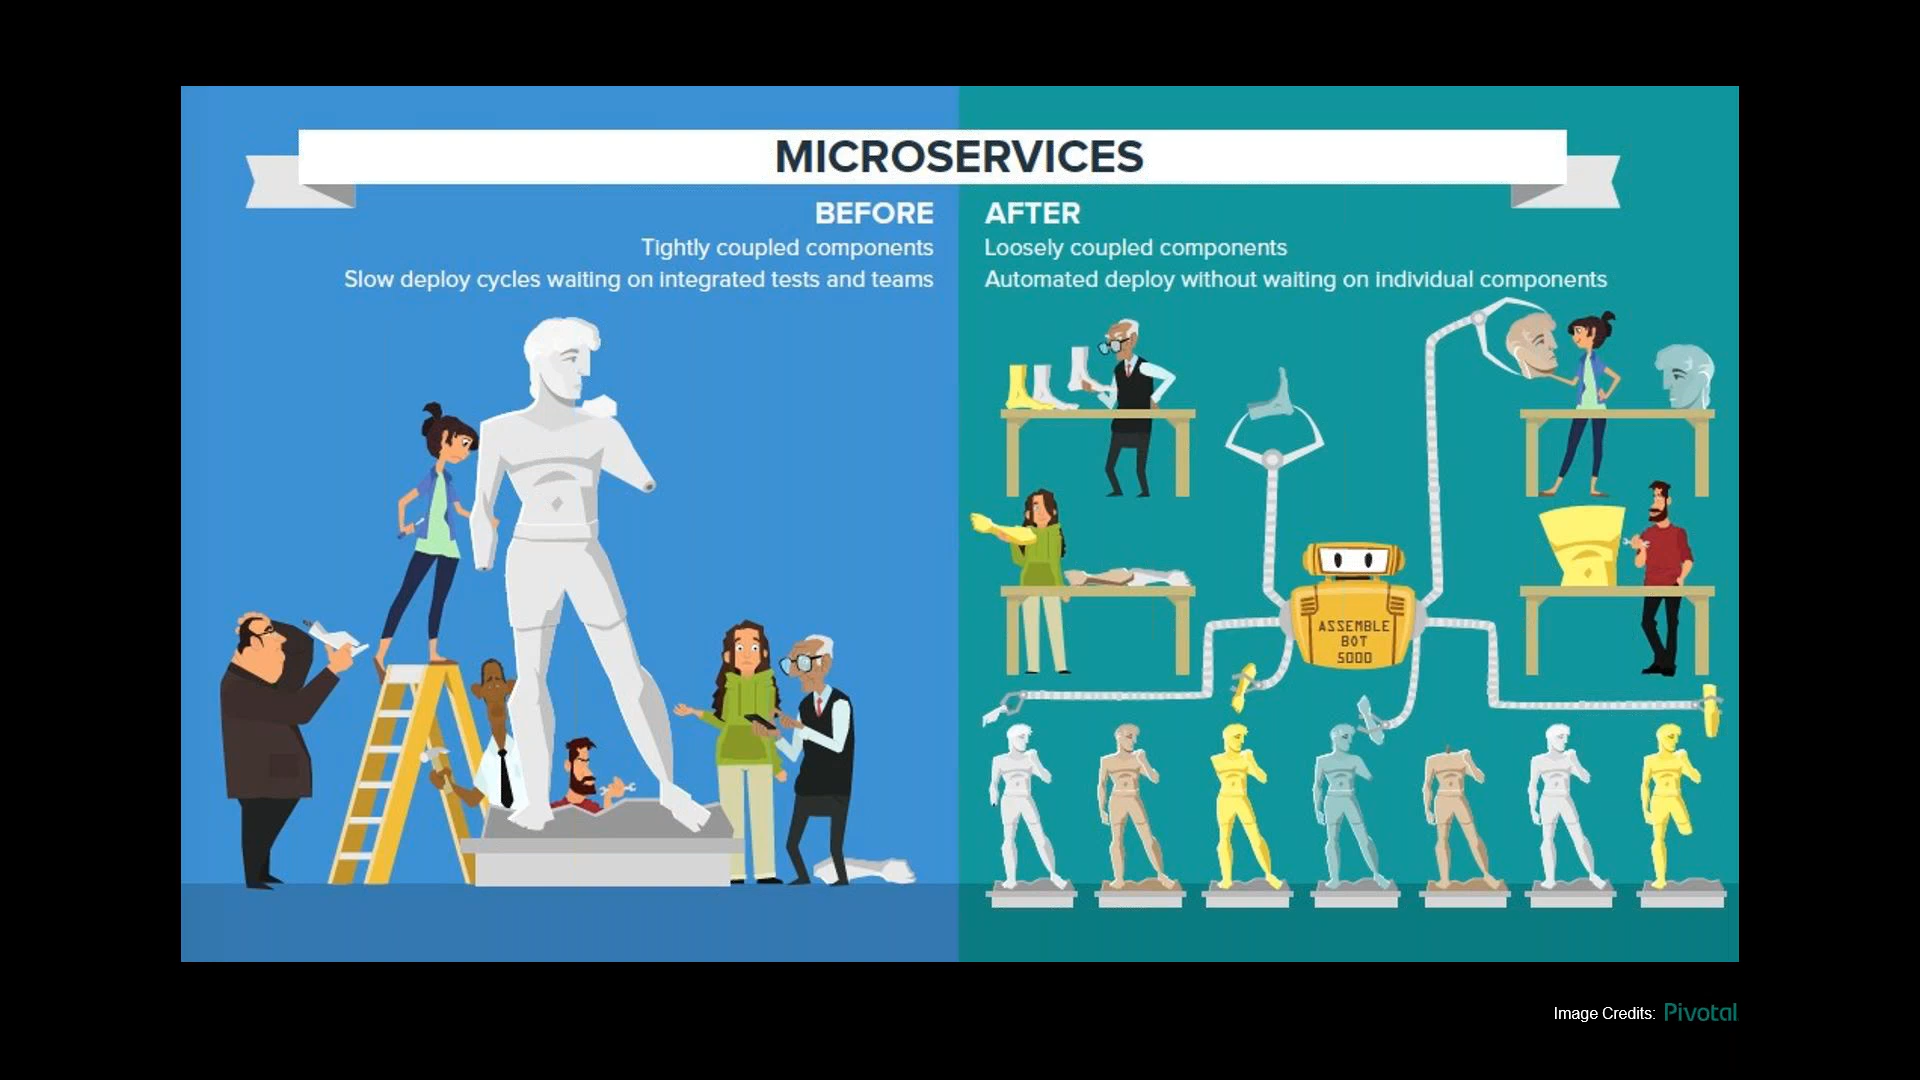 MICROSERVICES
BEFORE
Tightly coupled components
Slow deploy cycles waiting on integrated tests and teams
AFTER
Loosely coupled components
Automated deploy without waiting on individual components
ASSEMBLE
BOT
5000
Image Credits: Pivotal